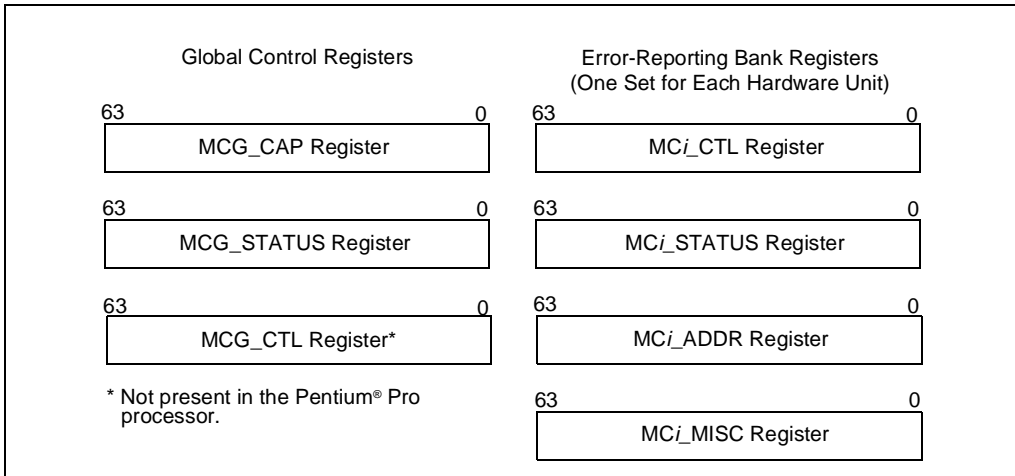 Global Control Registers
63 0
MCG_CAP Register
63 0
MCG_STATUS Register
63 0
MCG_CTL Register*
* Not present in the Pentium® Pro
processor.
Error-Reporting Bank Registers
(One Set for Each Hardware Unit)
63 0
MCi_CTL Register
63 0
MCi_STATUS Register
63 0
MCi_ADDR Register
63 0
MCi_MISC Register